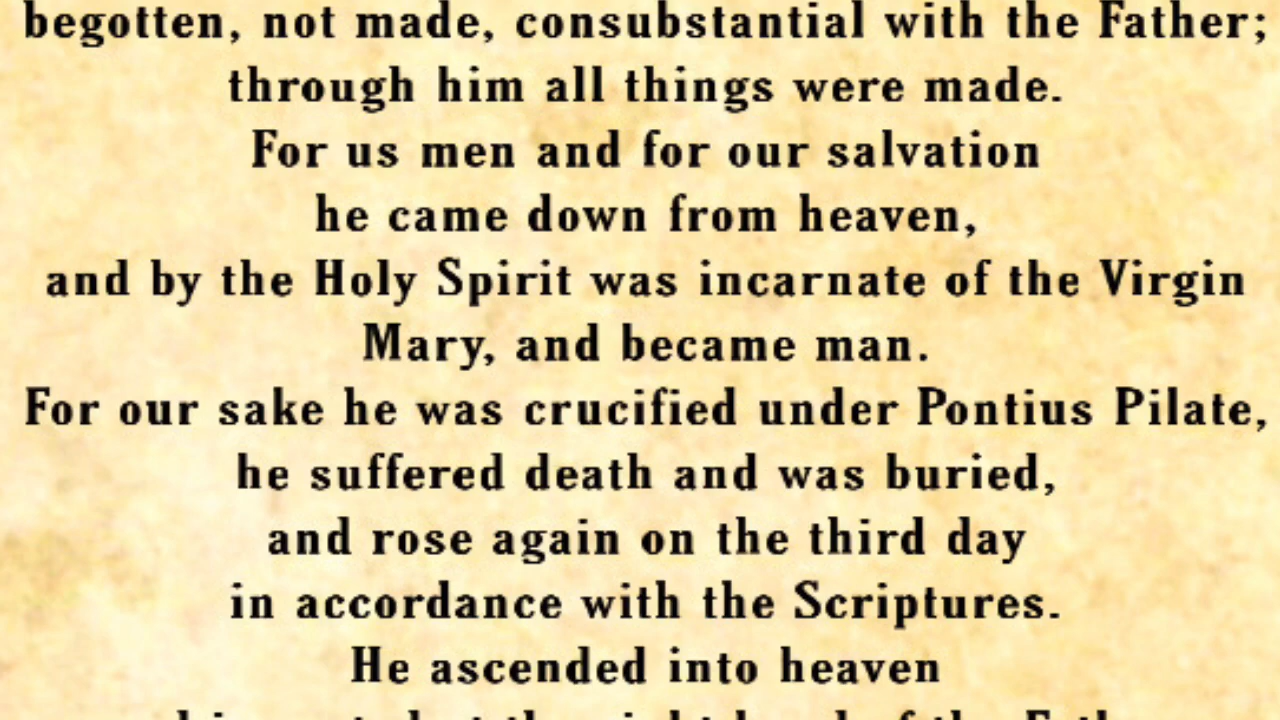 begotten, not made, consubstantial with the Father;
through him all things were made.
For us men and for our salvation
he came down from heaven,
and by the Holy Spirit was incarnate of the Virgin
Mary, and became man.
For our sake he was crucified under Pontius Pilate,
he suffered death and was buried,
and rose again on the third day
in accordance with the Scriptures.
He ascended into heaven